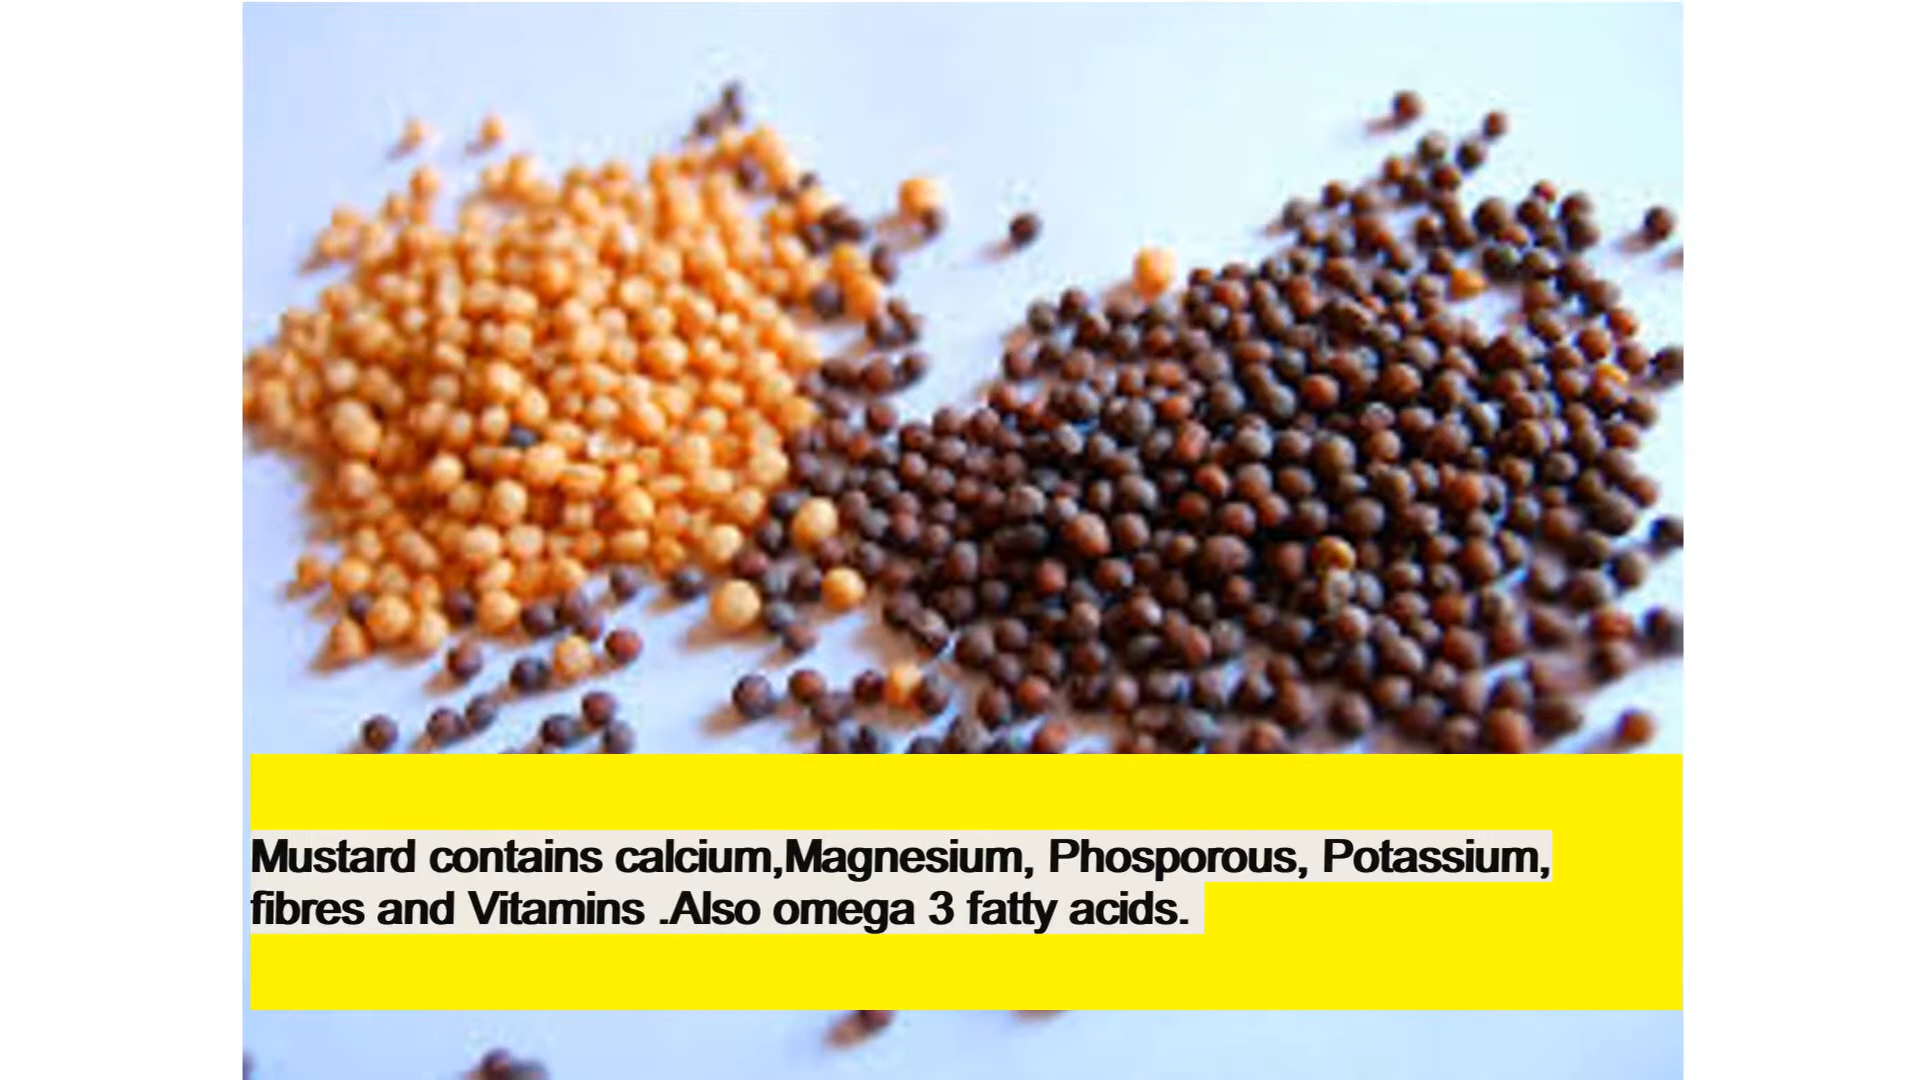 Mustard contains calcium,Magnesium, Phosporous, Potassium,
fibres and Vitamins .Also omega 3 fatty acids.